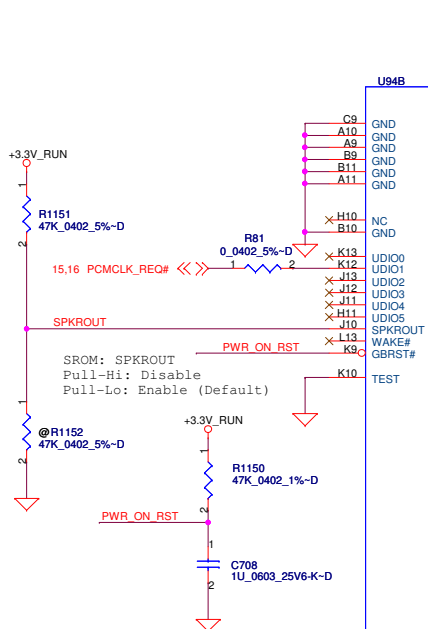 U94B
C9 GND
A10 GND
A9 GND
B9 GND
B11 GND
A11 GND
H10 NC
B10 GND
K13 UDIO0
K12 UDIO1
J13 UDIO2
J12 UDIO3
J11 UDIO4
H11 UDIO5
J10 SPKROUT
L13 WAKE#
K9 GBRST#
K10 TEST
+3.3V_RUN
1
R1151
47K_0402_5%~D
2
R81
0_0402_5%~D
15,16 PCMCLK_REQ#
1 2
SPKROUT
PWR_ON_RST
SROM: SPKROUT
Pull-Hi: Disable
Pull-Lo: Enable (Default)
1
@R1152
47K_0402_5%~D
2
+3.3V_RUN
1
R1150
47K_0402_1%~D
2
PWR_ON_RST
1
C708
1U_0603_25V6-K~D
2